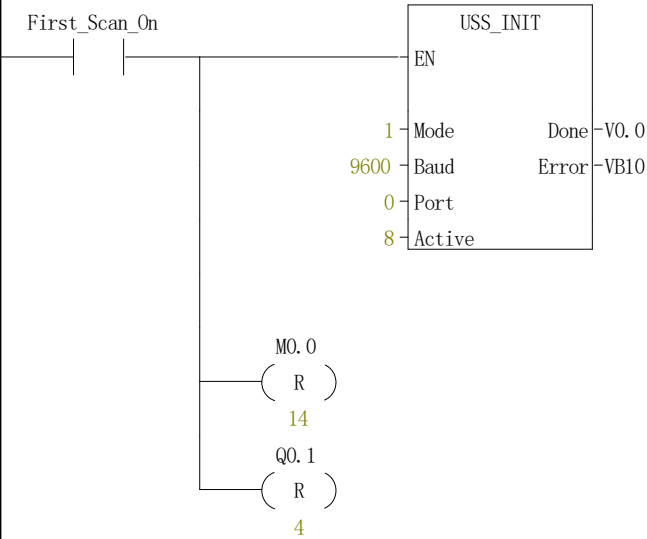 First_Scan_On
USS_INIT
EN
1 Mode Done V0.0
9600 Baud Error VB10
0 Port
8 Active
M0.0
R
14
Q0.1
R
4